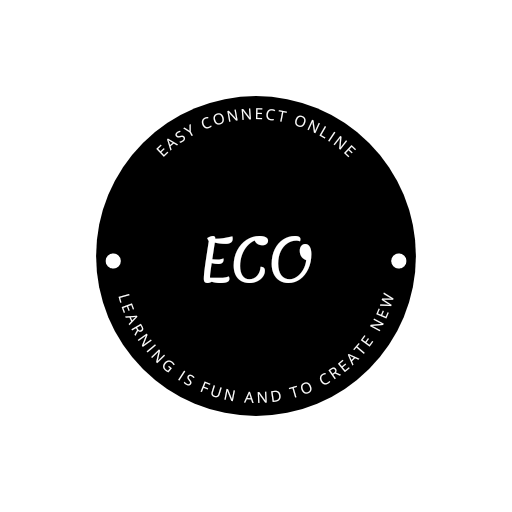 EASY CONNECT ONLINE
ECO
LEARNING IS FUN AND TO CREATE NEW